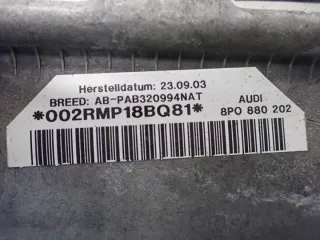 Herstelldatum: 23.09.03
BREED: AB-PAB320994NAT
*002RMP18BQ81*
AUDI
8P0 880 202